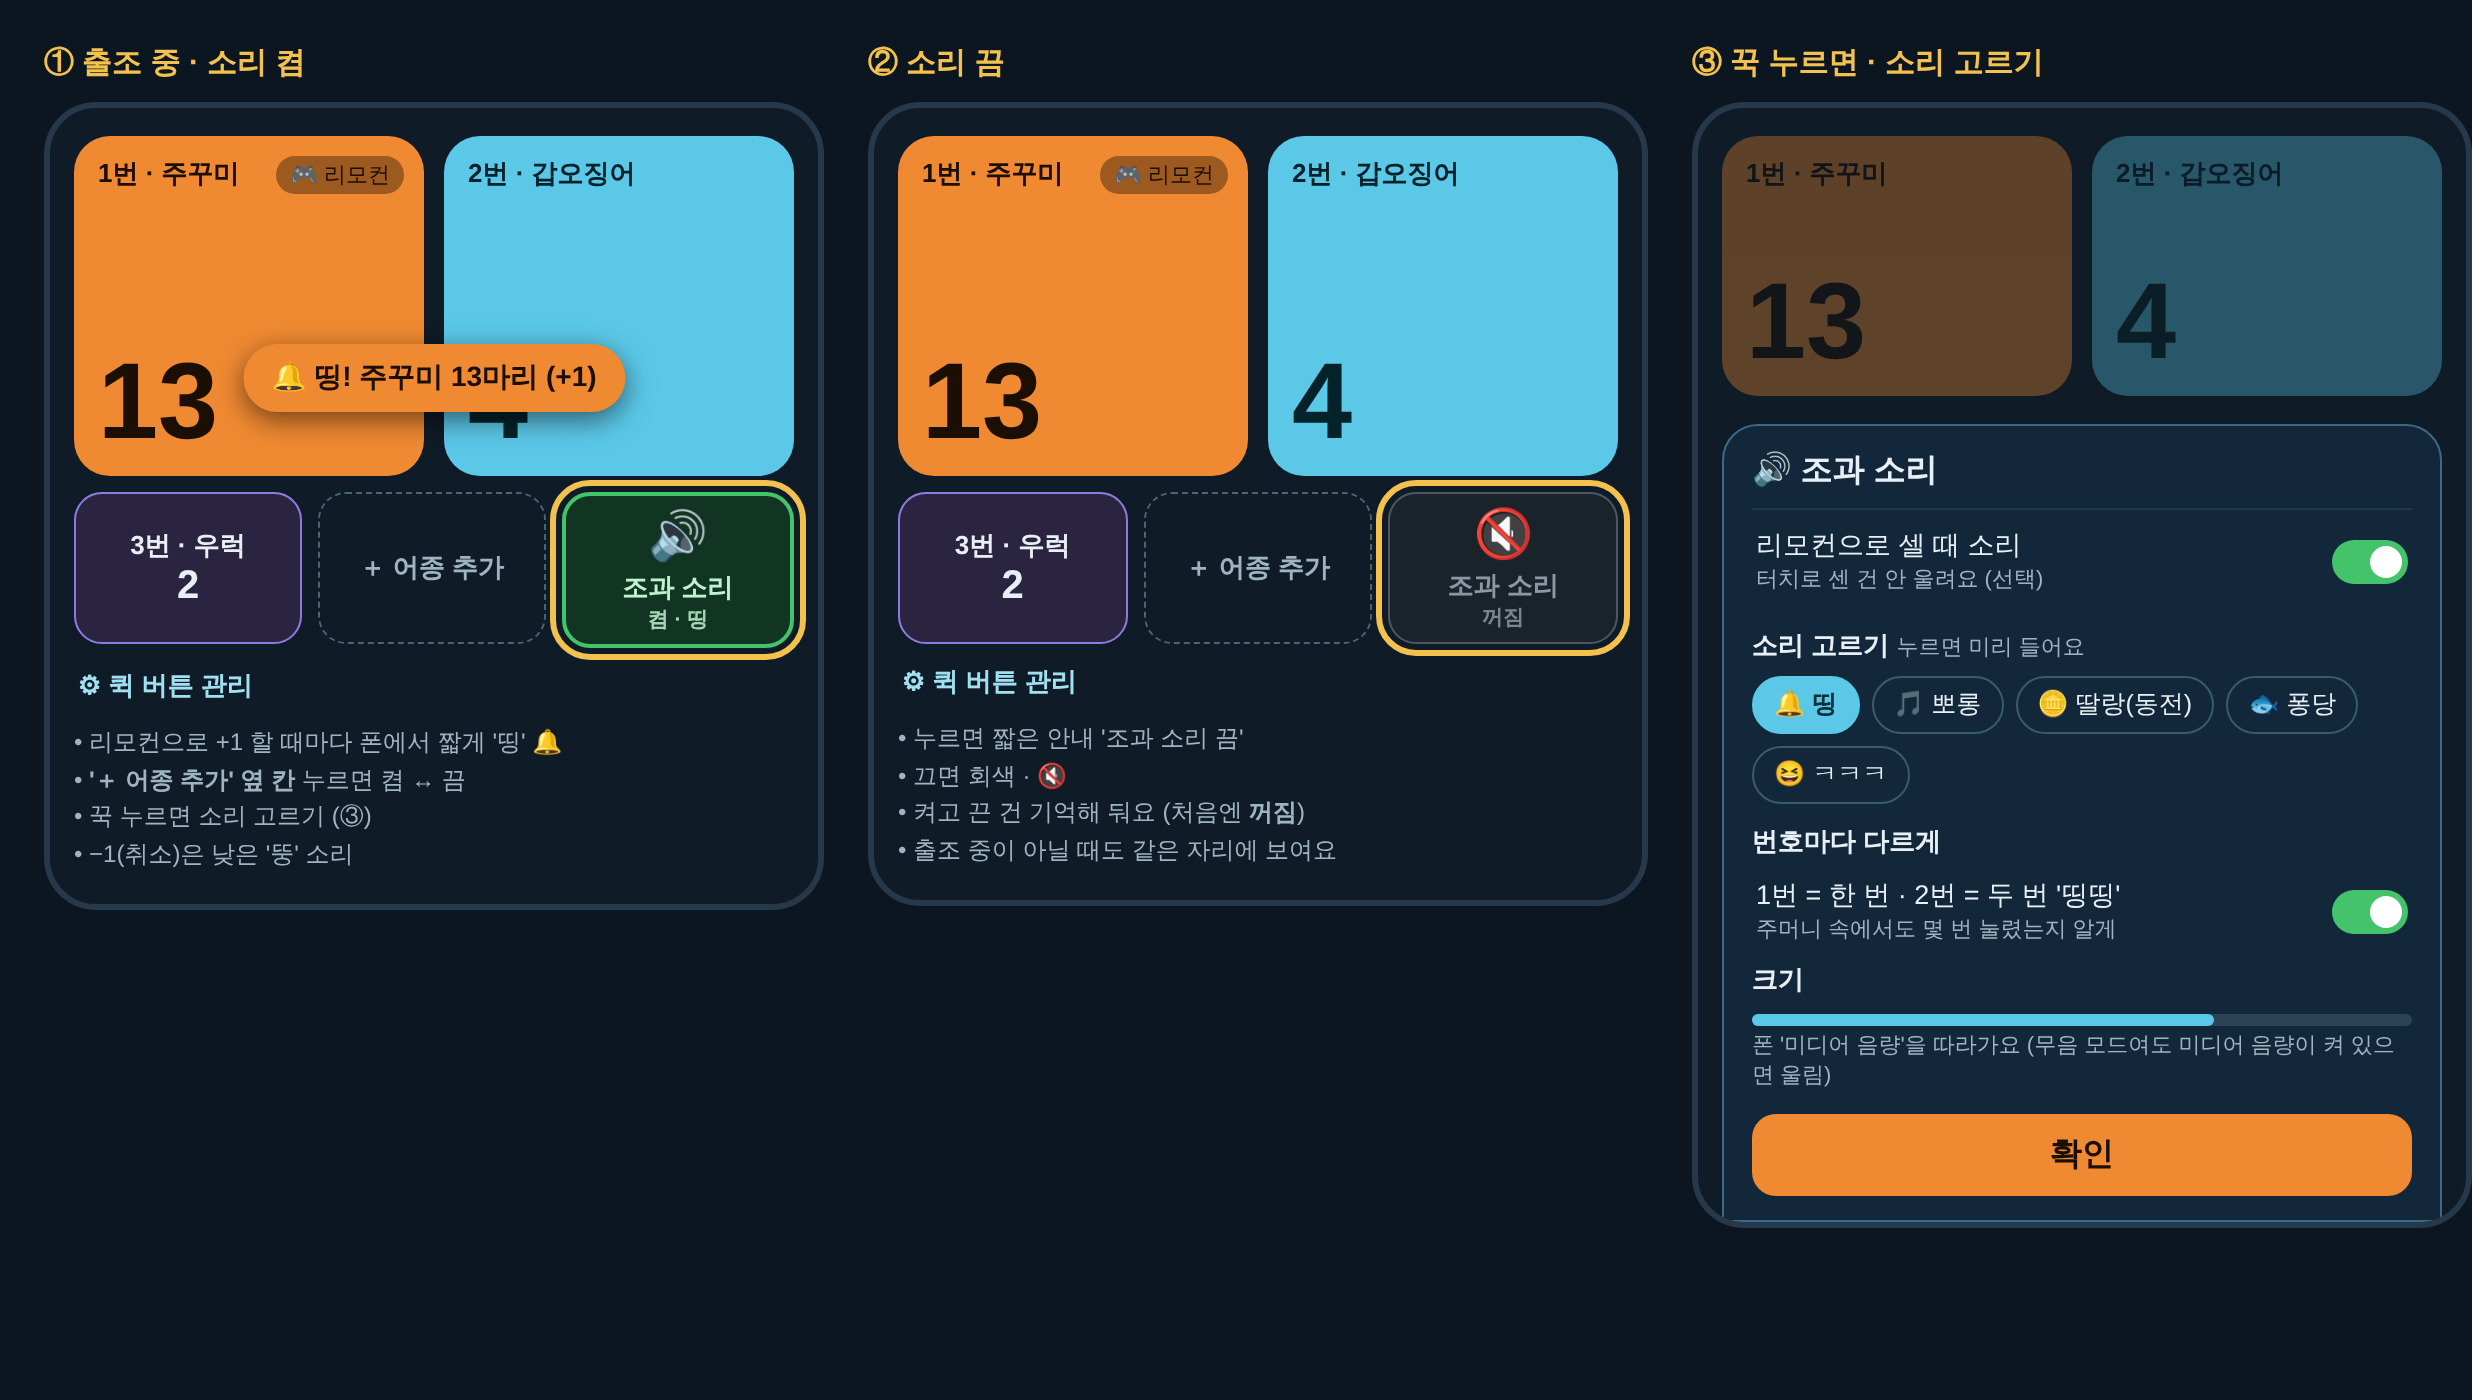 ① 출조 중 · 소리 켬
1번 · 주꾸미
🎮 리모컨
2번 · 갑오징어
13
4
🔔 띵! 주꾸미 13마리 (+1)
3번 · 우럭
2
＋ 어종 추가
🔊
조과 소리
켬 · 띵
⚙ 퀵 버튼 관리
• 리모컨으로 +1 할 때마다 폰에서 짧게 '띵' 🔔
• '＋ 어종 추가' 옆 칸 누르면 켬 ↔ 끔
• 꾹 누르면 소리 고르기 (③)
• −1(취소)은 낮은 '뚱' 소리
② 소리 끔
1번 · 주꾸미
🎮 리모컨
2번 · 갑오징어
13
4
3번 · 우럭
2
＋ 어종 추가
🔇
조과 소리
꺼짐
⚙ 퀵 버튼 관리
• 누르면 짧은 안내 '조과 소리 끔'
• 끄면 회색 · 🔇
• 켜고 끈 건 기억해 둬요 (처음엔 꺼짐)
• 출조 중이 아닐 때도 같은 자리에 보여요
③ 꾹 누르면 · 소리 고르기
1번 · 주꾸미
2번 · 갑오징어
13
4
🔊 조과 소리
리모컨으로 셀 때 소리
터치로 센 건 안 울려요 (선택)
소리 고르기 누르면 미리 들어요
🔔 띵
🎵 뾰롱
🪙 딸랑(동전)
🐟 퐁당
😆 ㅋㅋㅋ
번호마다 다르게
1번 = 한 번 · 2번 = 두 번 '띵띵'
주머니 속에서도 몇 번 눌렸는지 알게
크기
폰 '미디어 음량'을 따라가요 (무음 모드여도 미디어 음량이 켜 있으
면 울림)
확인